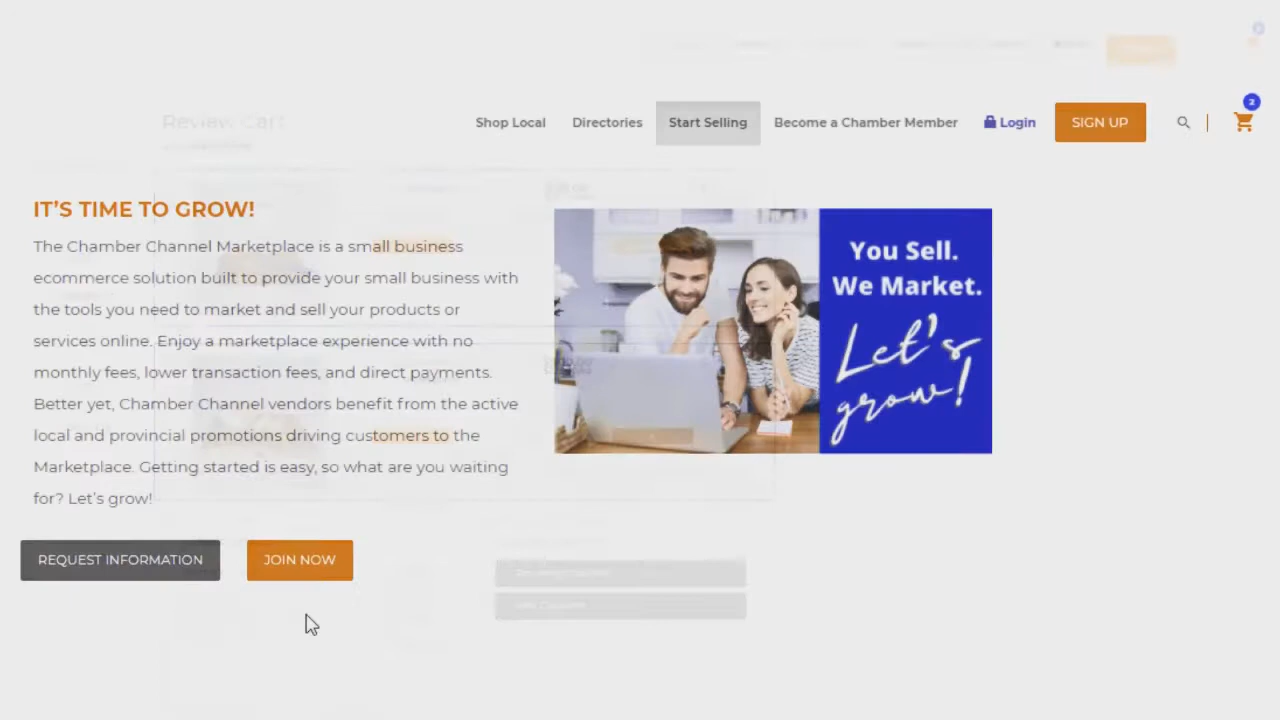 2
Shop Local Directories Start Selling Become a Chamber Member Login SIGN UP
Review Cart
IT'S TIME TO GROW!
The Chamber Channel Marketplace is a small business
ecommerce solution built to provide your small business with
the tools you need to market and sell your products or
services online. Enjoy a marketplace experience with no
monthly fees, lower transaction fees, and direct payments.
Better yet, Chamber Channel vendors benefit from the active
local and provincial promotions driving customers to the
Marketplace. Getting started is easy, so what are you waiting
for? Let's grow!
You Sell.
We Market.
Let's
grow!
REQUEST INFORMATION JOIN NOW